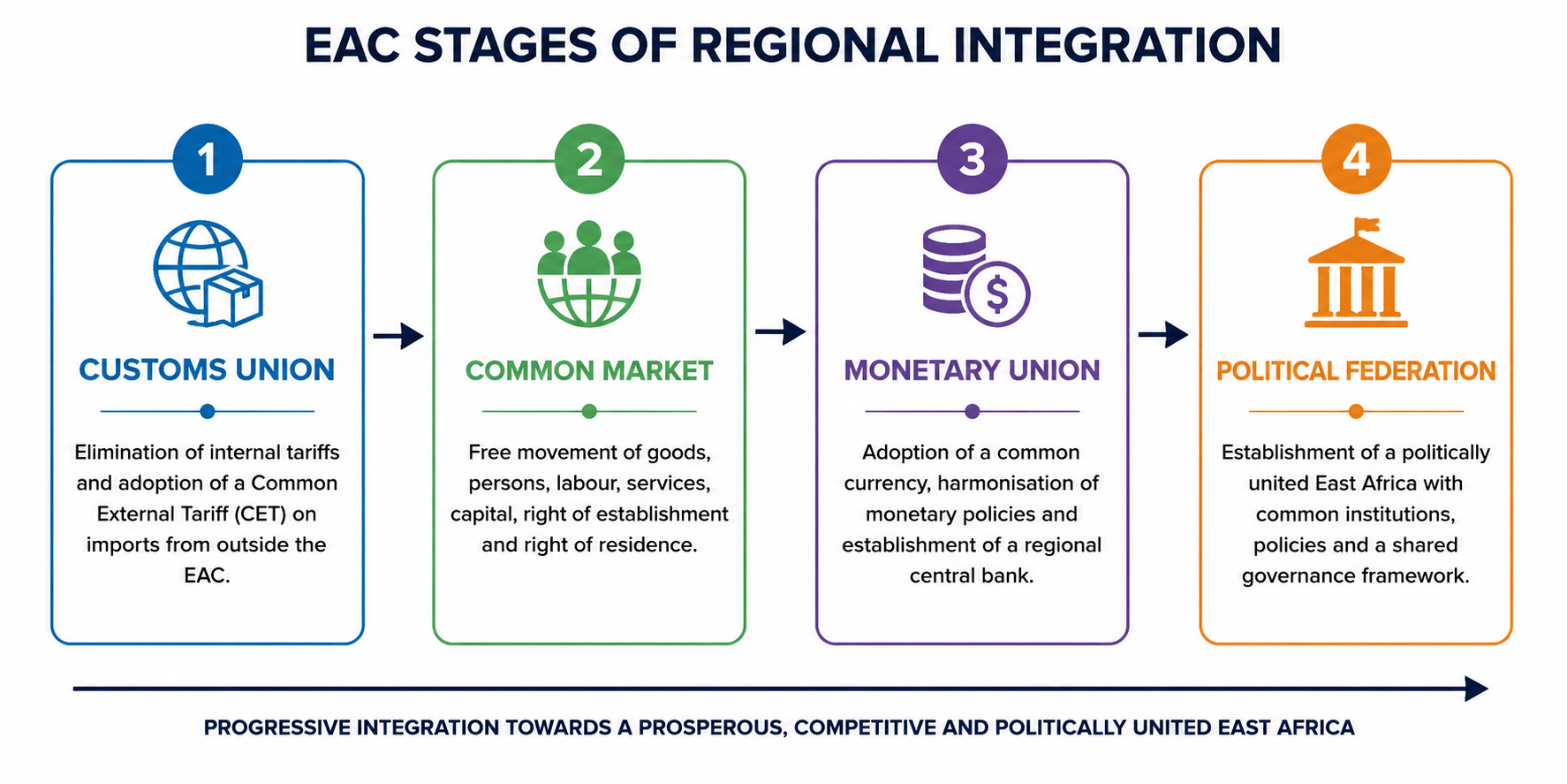 EAC STAGES OF REGIONAL INTEGRATION
1
CUSTOMS UNION
Elimination of internal tariffs
and adoption of a Common
External Tariff (CET) on
imports from outside the
EAC.
2
COMMON MARKET
Free movement of goods,
persons, labour, services,
capital, right of establishment
and right of residence.
3
$
MONETARY UNION
Adoption of a common
currency, harmonisation of
monetary policies and
establishment of a regional
central bank.
4
POLITICAL FEDERATION
Establishment of a politically
united East Africa with
common institutions,
policies and a shared
governance framework.
PROGRESSIVE INTEGRATION TOWARDS A PROSPEROUS, COMPETITIVE AND POLITICALLY UNITED EAST AFRICA